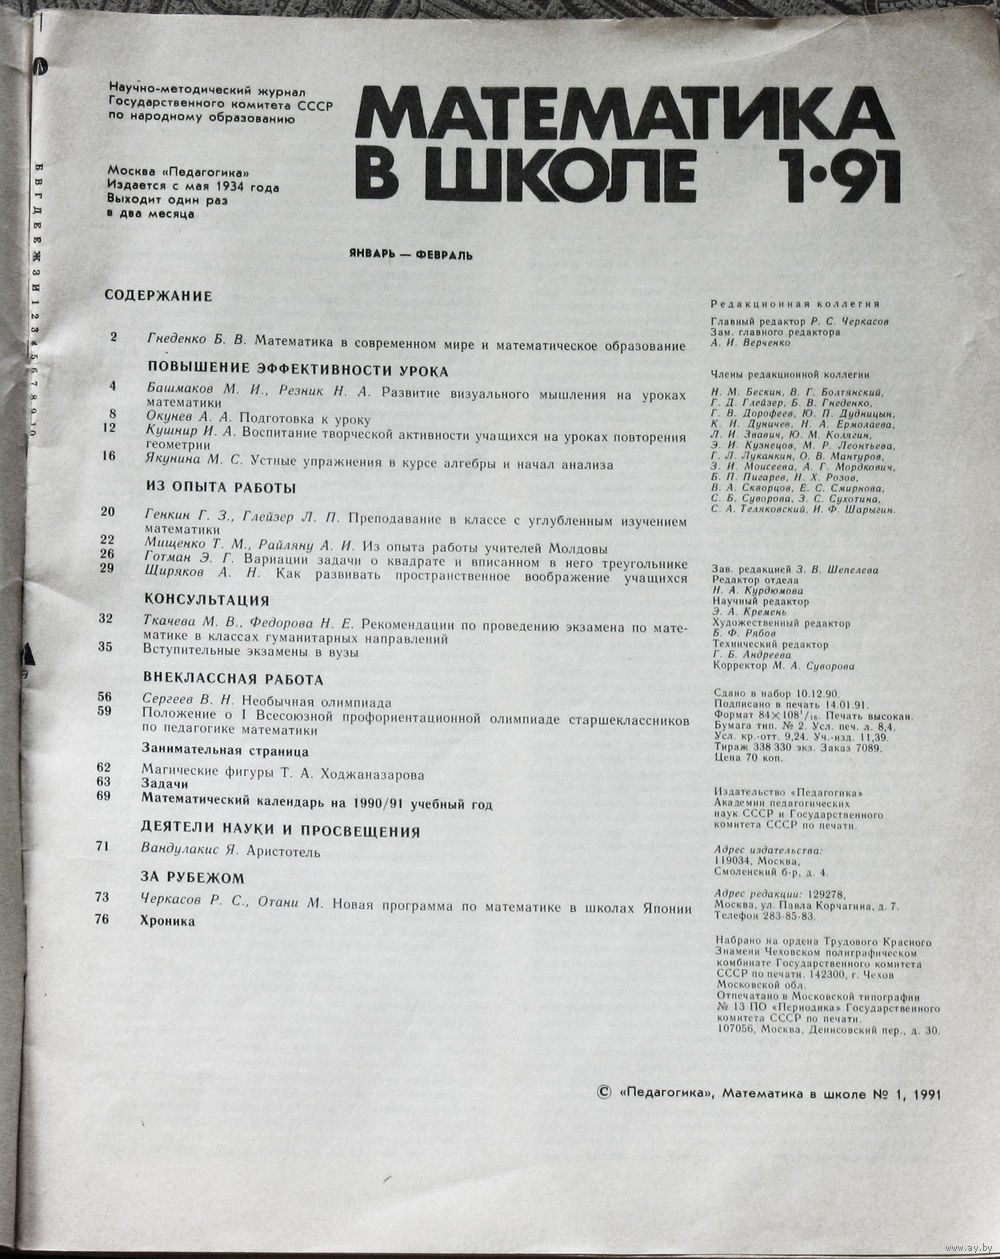 Научно-методический журнал
Государственного комитета СССР
по народному образованию
Москва «Педагогика»
Издается с мая 1934 года
Выходит один раз
в два месяца
МАТЕМАТИКА
В ШКОЛЕ 1·91
ЯНВАРЬ — ФЕВРАЛЬ
СОДЕРЖАНИЕ
2 Гнеденко Б. В. Математика в современном мире и математическое образование
ПОВЫШЕНИЕ ЭФФЕКТИВНОСТИ УРОКА
4 Башмаков М. И., Резник Н. А. Развитие визуального мышления на уроках
математики
8 Окунев А. А. Подготовка к уроку
12 Кушнир И. А. Воспитание творческой активности учащихся на уроках повторения
геометрии
16 Якунина М. С. Устные упражнения в курсе алгебры и начал анализа
ИЗ ОПЫТА РАБОТЫ
20 Генкин Г. З., Глейзер Л. П. Преподавание в классе с углубленным изучением
математики
22 Мищенко Т. М., Райляну А. И. Из опыта работы учителей Молдовы
26 Готман Э. Г. Вариации задачи о квадрате и вписанном в него треугольнике
29 Щиряков А. Н. Как развивать пространственное воображение учащихся
КОНСУЛЬТАЦИЯ
32 Ткачева М. В., Федорова Н. Е. Рекомендации по проведению экзамена по мате-
матике в классах гуманитарных направлений
35 Вступительные экзамены в вузы
ВНЕКЛАССНАЯ РАБОТА
56 Сергеев В. Н. Необычная олимпиада
59 Положение о I Всесоюзной профориентационной олимпиаде старшеклассников
по педагогике математики
Занимательная страница
62 Магические фигуры Т. А. Ходжаназарова
63 Задачи
69 Математический календарь на 1990/91 учебный год
ДЕЯТЕЛИ НАУКИ И ПРОСВЕЩЕНИЯ
71 Вандулакис Я. Аристотель
ЗА РУБЕЖОМ
73 Черкасов Р. С., Отани М. Новая программа по математике в школах Японии
76 Хроника
Редакционная коллегия
Главный редактор Р. С. Черкасов
Зам. главного редактора
А. И. Верченко
Члены редакционной коллегии
Н. М. Бескин, В. Г. Болтянский,
Г. Д. Глейзер, Б. В. Гнеденко,
Г. В. Дорофеев, Ю. П. Дудницын,
К. И. Дуничев, Н. А. Ермолаева,
Л. И. Звавич, Ю. М. Колягин,
Э. И. Кузнецов, М. Р. Леонтьева,
Г. Л. Луканкин, О. В. Мантуров,
З. И. Моисеева, А. Г. Мордкович,
Б. П. Пигарев, Н. Х. Розов,
В. А. Скворцов, Е. С. Смирнова,
С. Б. Суворова, З. С. Сухотина,
С. А. Теляковский, И. Ф. Шарыгин.
Зав. редакцией З. В. Шепелева
Редактор отдела
Н. А. Курдюмова
Научный редактор
Э. А. Кремень
Художественный редактор
Б. Ф. Рябов
Технический редактор
Г. Б. Андреева
Корректор М. А. Суворова
Сдано в набор 10.12.90.
Подписано в печать 14.01.91.
Формат 84×108¹/₁₆. Печать высокая.
Бумага тип. № 2. Усл. печ. л. 8,4.
Усл. кр.-отт. 9,24. Уч.-изд. 11,39.
Тираж 338 330 экз. Заказ 7089.
Цена 70 коп.
Издательство «Педагогика»
Академии педагогических
наук СССР и Государственного
комитета СССР по печати.
Адрес издательства:
119034, Москва,
Смоленский б-р, д. 4.
Адрес редакции: 129278,
Москва, ул. Павла Корчагина, д. 7.
Телефон 283-85-83.
Набрано на ордена Трудового Красного
Знамени Чеховском полиграфическом
комбинате Государственного комитета
СССР по печати. 142300, г. Чехов
Московской обл.
Отпечатано в Московской типографии
№ 13 ПО «Периодика» Государственного
комитета СССР по печати.
107056, Москва, Денисовский пер., д. 30.
© «Педагогика», Математика в школе № 1, 1991
www.ay.by